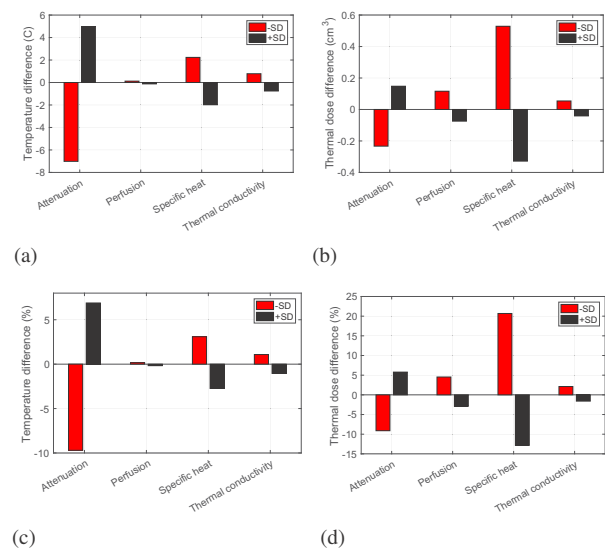 Temperature difference (C)
6
4
2
0
-2
-4
-6
-8
-SD
+SD
Attenuation
Perfusion
Specific heat
Thermal conductivity
(a)
Thermal dose difference (cm³)
0.6
0.4
0.2
0
-0.2
-0.4
-SD
+SD
Attenuation
Perfusion
Specific heat
Thermal conductivity
(b)
Temperature difference (%)
5
0
-5
-10
-SD
+SD
Attenuation
Perfusion
Specific heat
Thermal conductivity
(c)
Thermal dose difference (%)
25
20
15
10
5
0
-5
-10
-15
-SD
+SD
Attenuation
Perfusion
Specific heat
Thermal conductivity
(d)